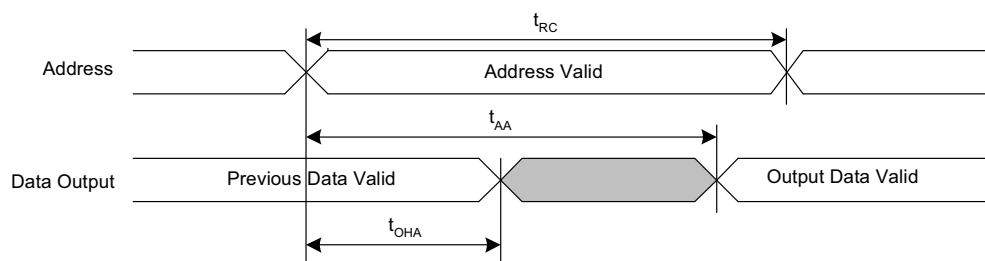 tRC
Address
Address Valid
tAA
Data Output
Previous Data Valid
Output Data Valid
tOHA